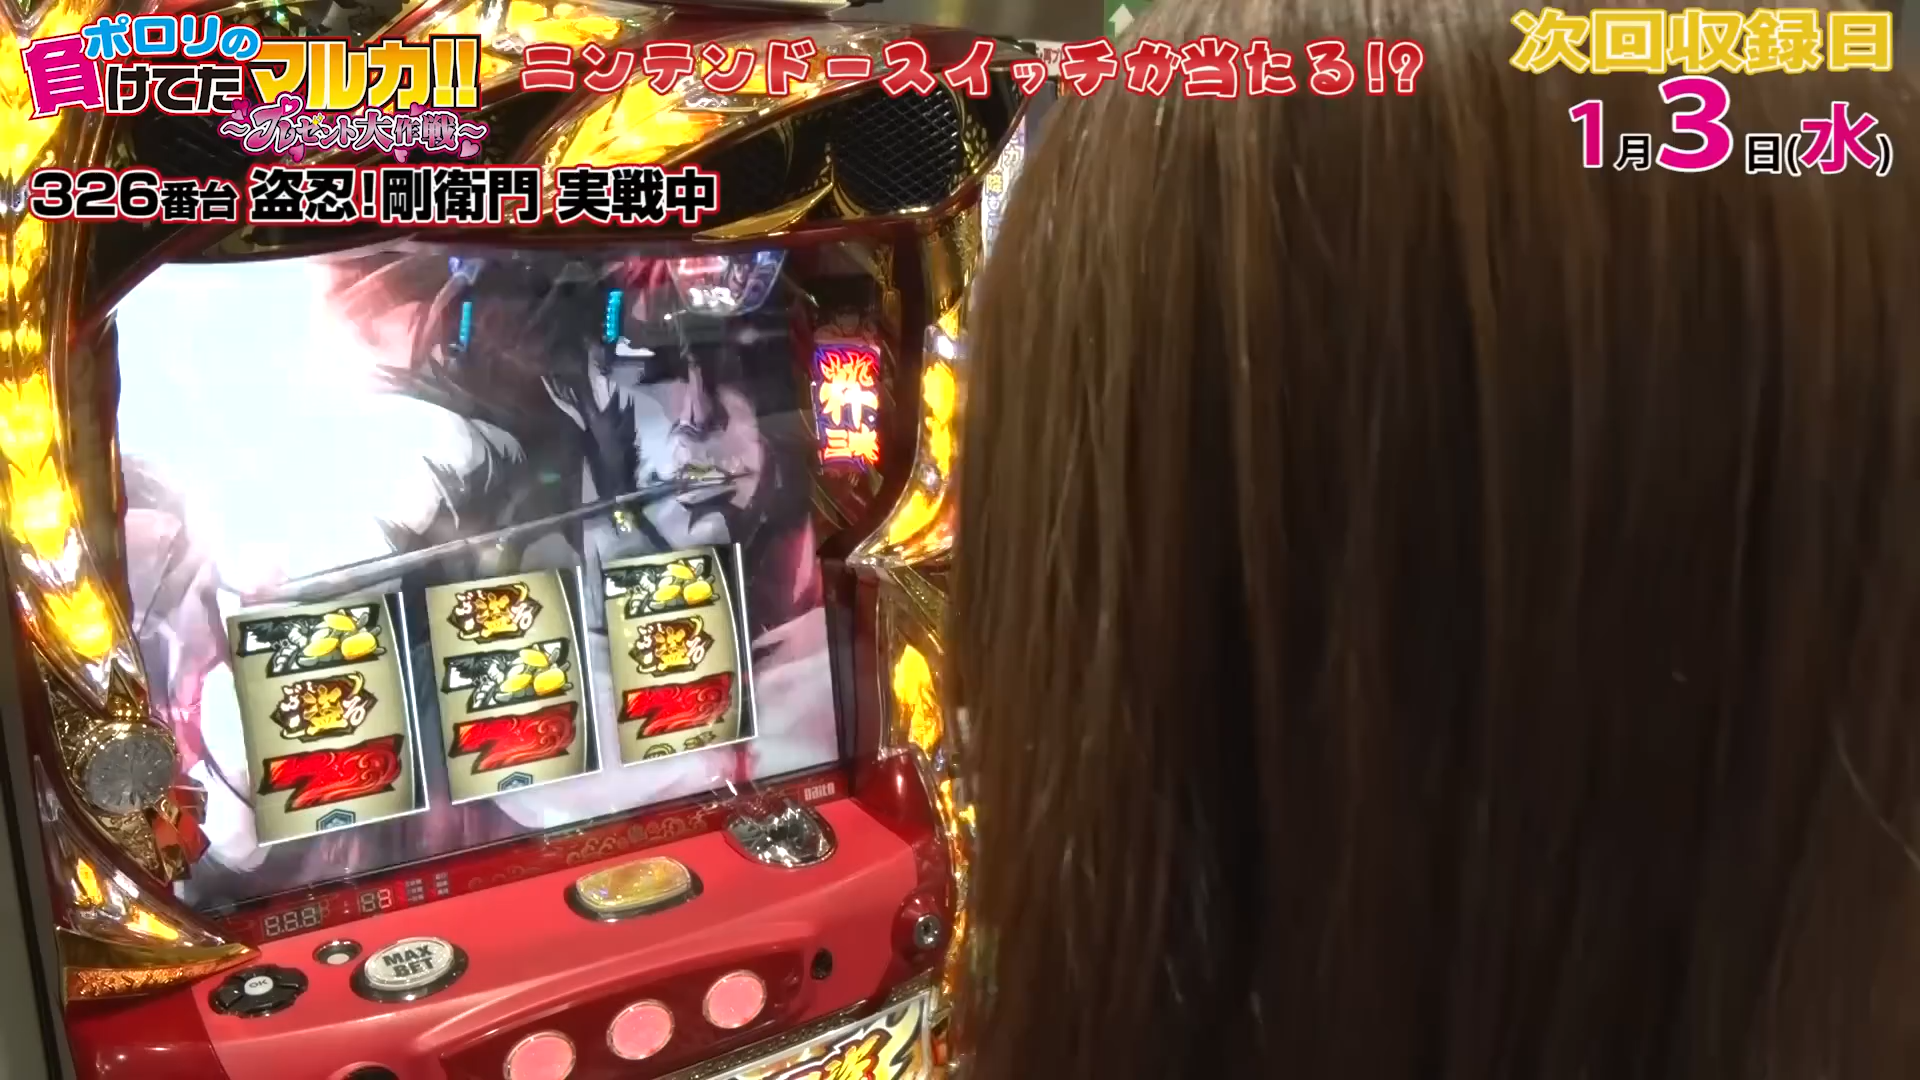 ポロリの
負けてたマルカ!!
～プレゼント大作戦～
ニンテンドースイッチが当たる!?
次回収録日
1月3日(水)
326番台 盗忍!剛衛門 実戦中
Daito
MAX
BET
OK